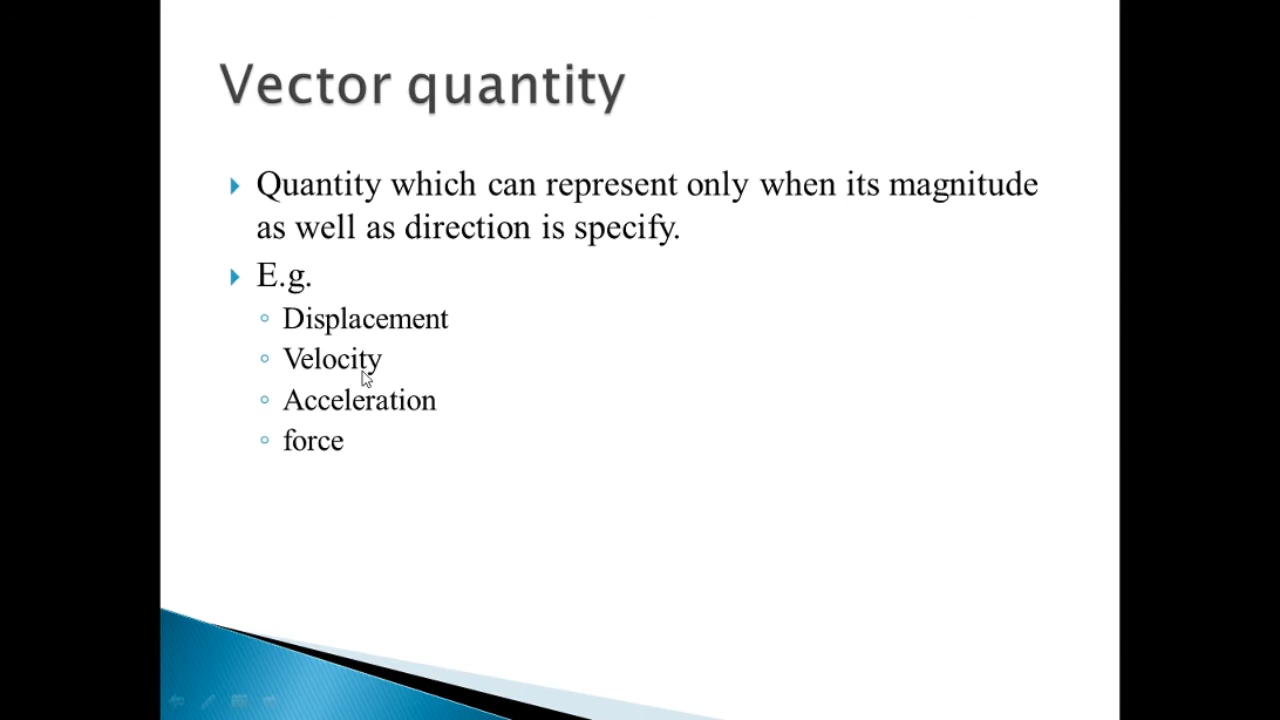 Vector quantity
Quantity which can represent only when its magnitude
as well as direction is specify.
E.g.
Displacement
Velocity
Acceleration
force